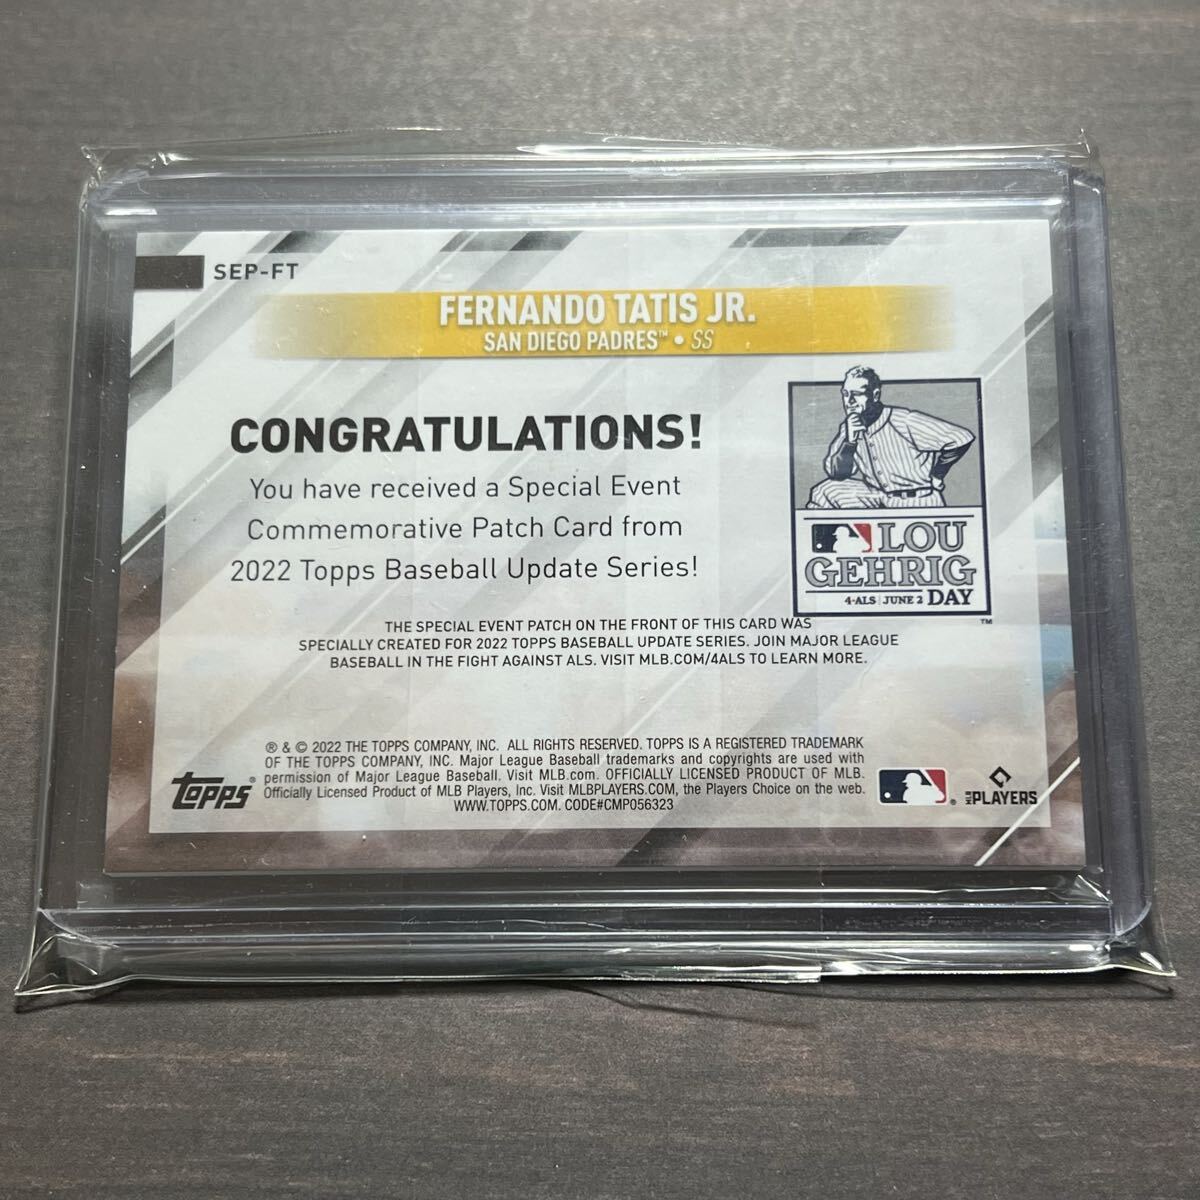 SEP-FT
FERNANDO TATIS JR.
SAN DIEGO PADRES™ • SS
CONGRATULATIONS!
You have received a Special Event
Commemorative Patch Card from
2022 Topps Baseball Update Series!
LOU
GEHRIG
4-ALS | JUNE 2 DAY
™
THE SPECIAL EVENT PATCH ON THE FRONT OF THIS CARD WAS
SPECIALLY CREATED FOR 2022 TOPPS BASEBALL UPDATE SERIES. JOIN MAJOR LEAGUE
BASEBALL IN THE FIGHT AGAINST ALS. VISIT MLB.COM/4ALS TO LEARN MORE.
® & © 2022 THE TOPPS COMPANY, INC. ALL RIGHTS RESERVED. TOPPS IS A REGISTERED TRADEMARK
OF THE TOPPS COMPANY, INC. Major League Baseball trademarks and copyrights are used with
permission of Major League Baseball. Visit MLB.com. OFFICIALLY LICENSED PRODUCT OF MLB.
Officially Licensed Product of MLB Players, Inc. Visit MLBPLAYERS.COM, the Players Choice on the web.
WWW.TOPPS.COM. CODE#CMP056323
TOPPS®
®
MLB PLAYERS